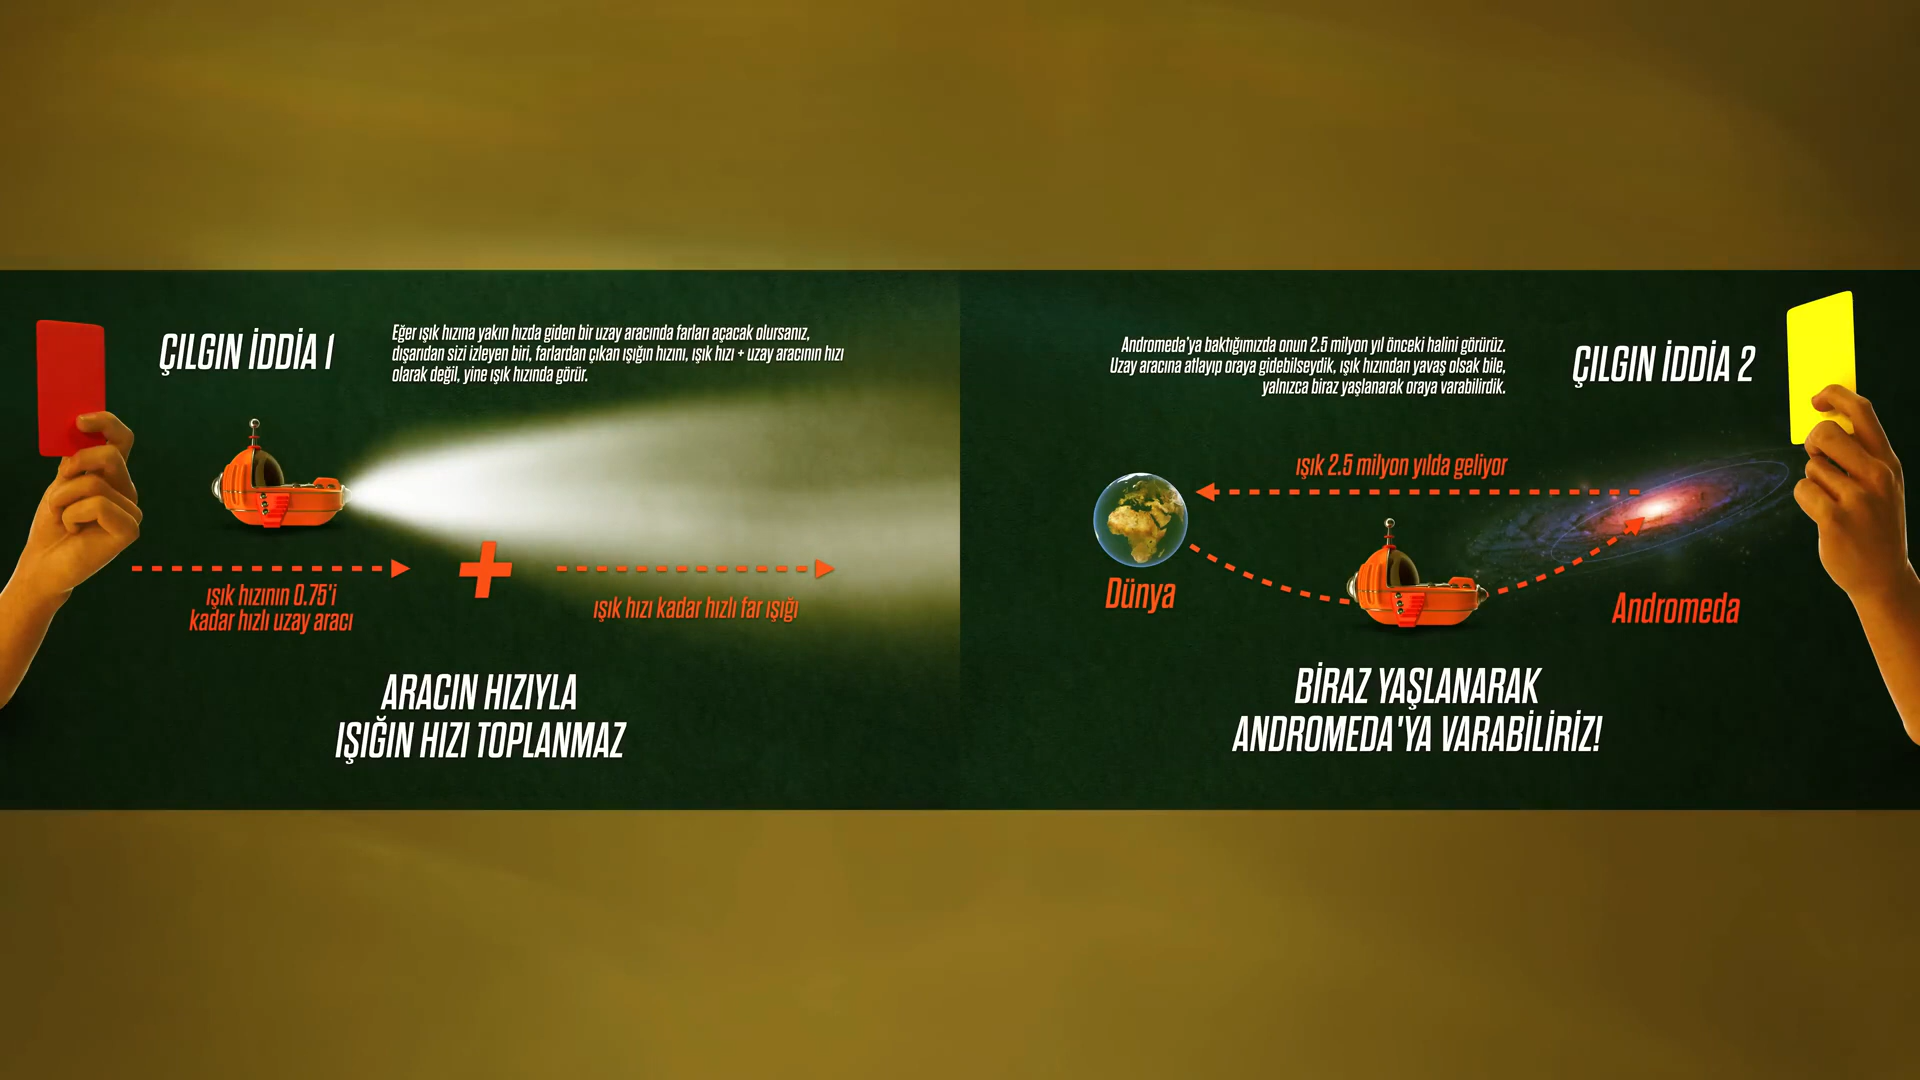 ÇILGIN İDDİA 1
Eğer ışık hızına yakın hızda giden bir uzay aracında farları açacak olursanız,
dışarıdan sizi izleyen biri, farlardan çıkan ışığın hızını, ışık hızı + uzay aracının hızı
olarak değil, yine ışık hızında görür.
ışık hızının 0.75'i
kadar hızlı uzay aracı
+
ışık hızı kadar hızlı far ışığı
ARACIN HIZIYLA
IŞIĞIN HIZI TOPLANMAZ
Andromeda'ya baktığımızda onun 2.5 milyon yıl önceki halini görürüz.
Uzay aracına atlayıp oraya gidebilseydik, ışık hızından yavaş olsak bile,
yalnızca biraz yaşlanarak oraya varabilirdik.
ÇILGIN İDDİA 2
ışık 2.5 milyon yılda geliyor
Dünya
Andromeda
BİRAZ YAŞLANARAK
ANDROMEDA'YA VARABİLİRİZ!